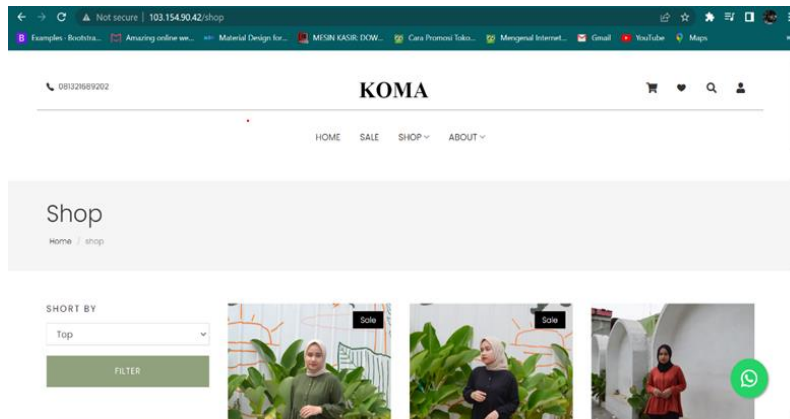 Not secure | 103.154.90.42/shop
Examples · Bootstra... Amazing online we... Material Design for... MESIN KASIR: DOW... Cara Promosi Toko... Mengenal Internet... Gmail YouTube Maps
081321689202
KOMA
HOME SALE SHOP ABOUT
Shop
Home / shop
SHORT BY
Top
FILTER
Sale
Sale